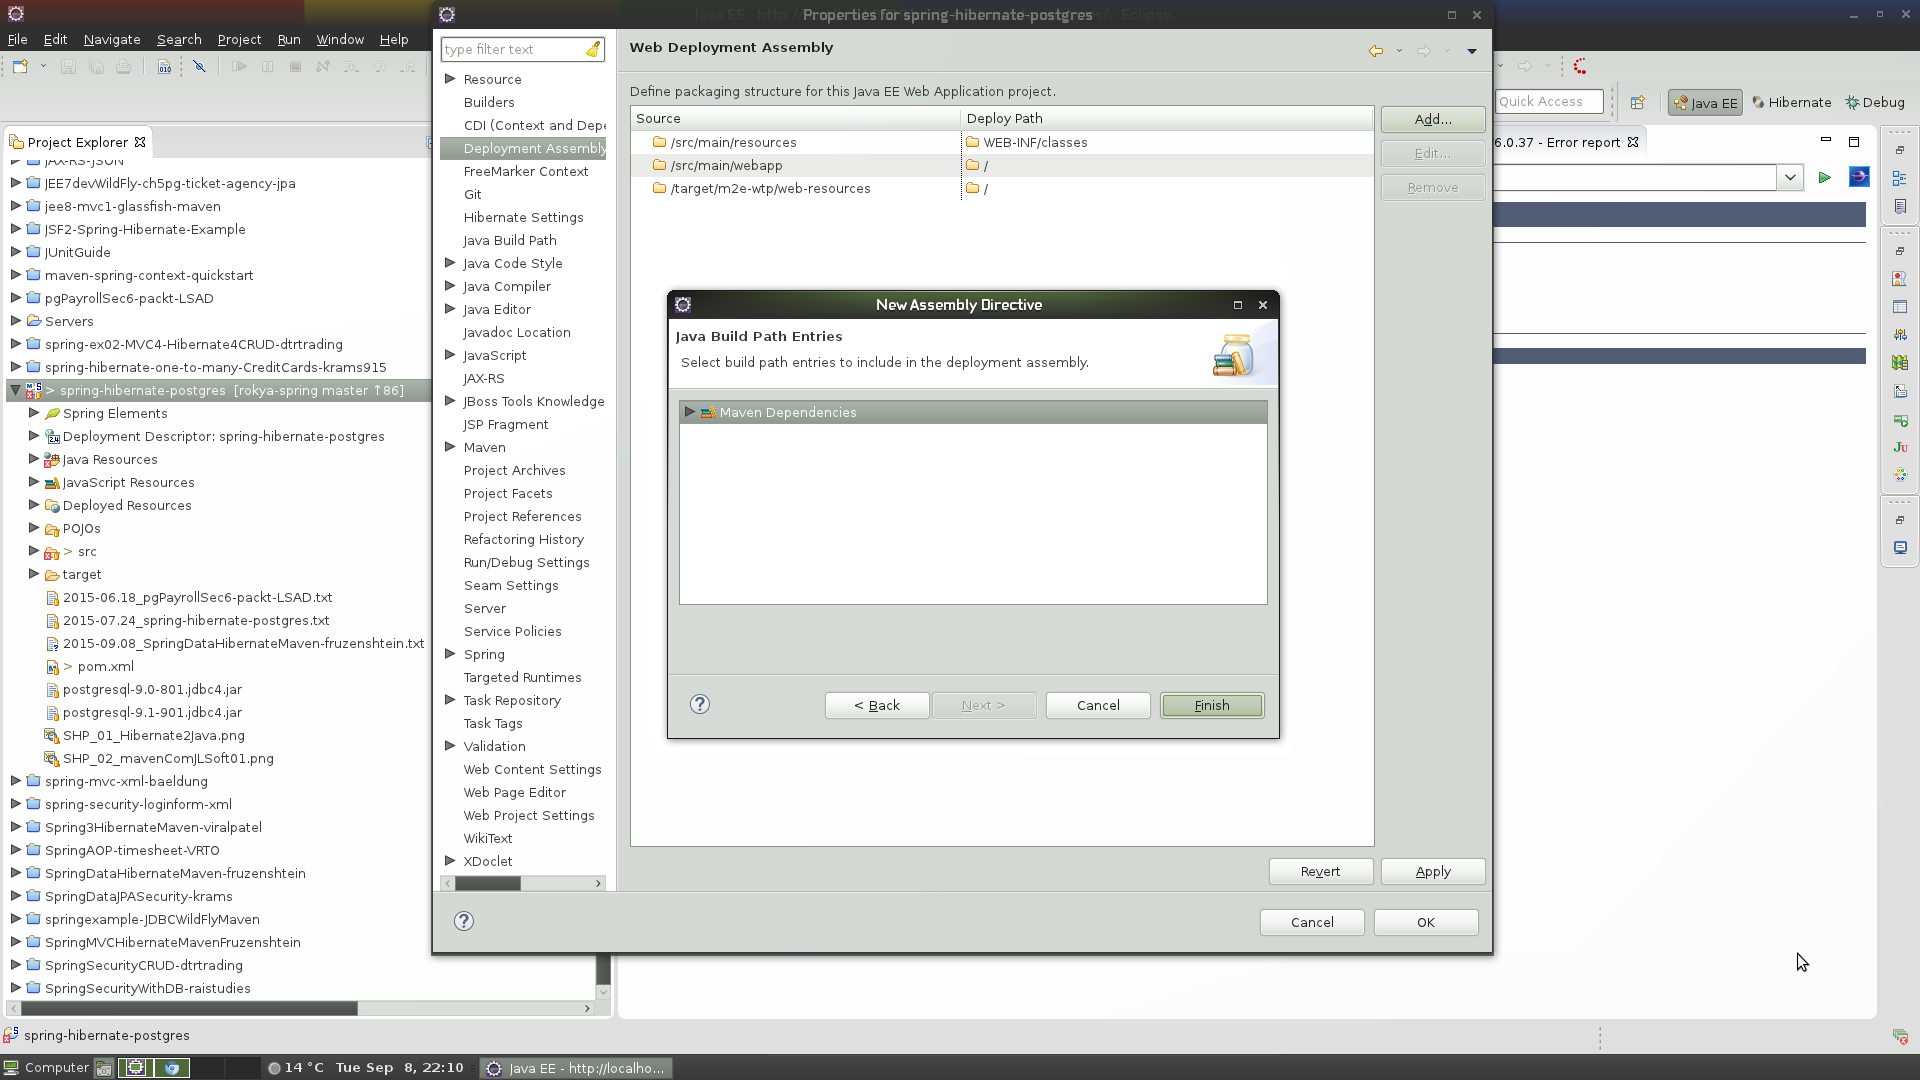 Properties for spring-hibernate-postgres
File Edit Navigate Search Project Run Window Help
Quick Access
Java EE Hibernate Debug
Project Explorer
JAX-RS-JSON
JEE7devWildFly-ch5pg-ticket-agency-jpa
jee8-mvc1-glassfish-maven
JSF2-Spring-Hibernate-Example
JUnitGuide
maven-spring-context-quickstart
pgPayrollSec6-packt-LSAD
Servers
spring-ex02-MVC4-Hibernate4CRUD-dtrtrading
spring-hibernate-one-to-many-CreditCards-krams915
> spring-hibernate-postgres [rokya-spring master ↑86]
Spring Elements
Deployment Descriptor: spring-hibernate-postgres
Java Resources
JavaScript Resources
Deployed Resources
POJOs
> src
target
2015-06.18_pgPayrollSec6-packt-LSAD.txt
2015-07.24_spring-hibernate-postgres.txt
2015-09.08_SpringDataHibernateMaven-fruzenshtein.txt
> pom.xml
postgresql-9.0-801.jdbc4.jar
postgresql-9.1-901.jdbc4.jar
SHP_01_Hibernate2Java.png
SHP_02_mavenComJLSoft01.png
spring-mvc-xml-baeldung
spring-security-loginform-xml
Spring3HibernateMaven-viralpatel
SpringAOP-timesheet-VRTO
SpringDataHibernateMaven-fruzenshtein
SpringDataJPASecurity-krams
springexample-JDBCWildFlyMaven
SpringMVCHibernateMavenFruzenshtein
SpringSecurityCRUD-dtrtrading
SpringSecurityWithDB-raistudies
type filter text
Resource
Builders
CDI (Context and Depe
Deployment Assembly
FreeMarker Context
Git
Hibernate Settings
Java Build Path
Java Code Style
Java Compiler
Java Editor
Javadoc Location
JavaScript
JAX-RS
JBoss Tools Knowledge
JSP Fragment
Maven
Project Archives
Project Facets
Project References
Refactoring History
Run/Debug Settings
Seam Settings
Server
Service Policies
Spring
Targeted Runtimes
Task Repository
Task Tags
Validation
Web Content Settings
Web Page Editor
Web Project Settings
WikiText
XDoclet
Web Deployment Assembly
Define packaging structure for this Java EE Web Application project.
Source Deploy Path
/src/main/resources WEB-INF/classes
/src/main/webapp /
/target/m2e-wtp/web-resources /
Add...
Edit...
Remove
6.0.37 - Error report
New Assembly Directive
Java Build Path Entries
Select build path entries to include in the deployment assembly.
Maven Dependencies
< Back Next > Cancel Finish
Revert Apply
Cancel OK
spring-hibernate-postgres
Computer 14 °C Tue Sep 8, 22:10 Java EE - http://localho...